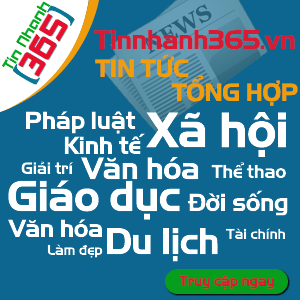 Tin Nhanh
365
NEWS
Tinnhanh365.vn
TIN TỨC
TỔNG HỢP
Pháp luật
Xã hội
Kinh tế
Giải trí
Văn hóa
Thể thao
Giáo dục
Đời sống
Văn hóa
Làm đẹp
Du lịch
Tài chính
Truy cập ngay